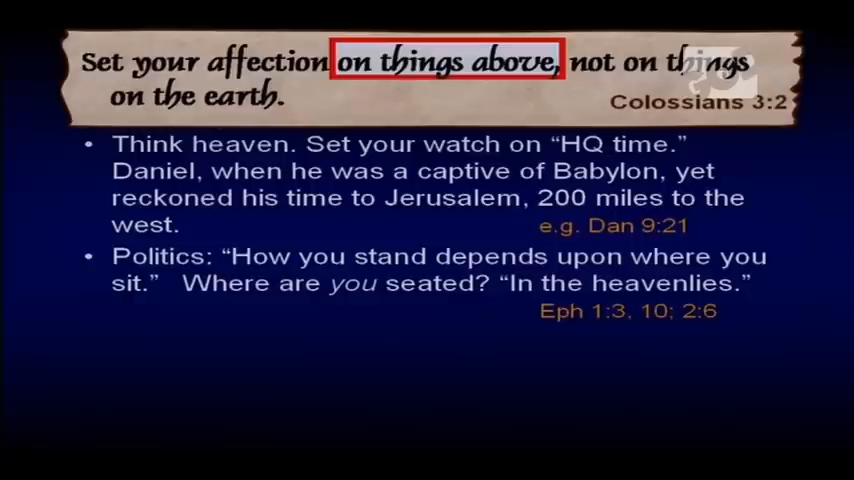 Set your affection on things above, not on things
on the earth.
Colossians 3:2
• Think heaven. Set your watch on “HQ time.”
Daniel, when he was a captive of Babylon, yet
reckoned his time to Jerusalem, 200 miles to the
west.
e.g. Dan 9:21
• Politics: “How you stand depends upon where you
sit.” Where are you seated? “In the heavenlies.”
Eph 1:3, 10; 2:6